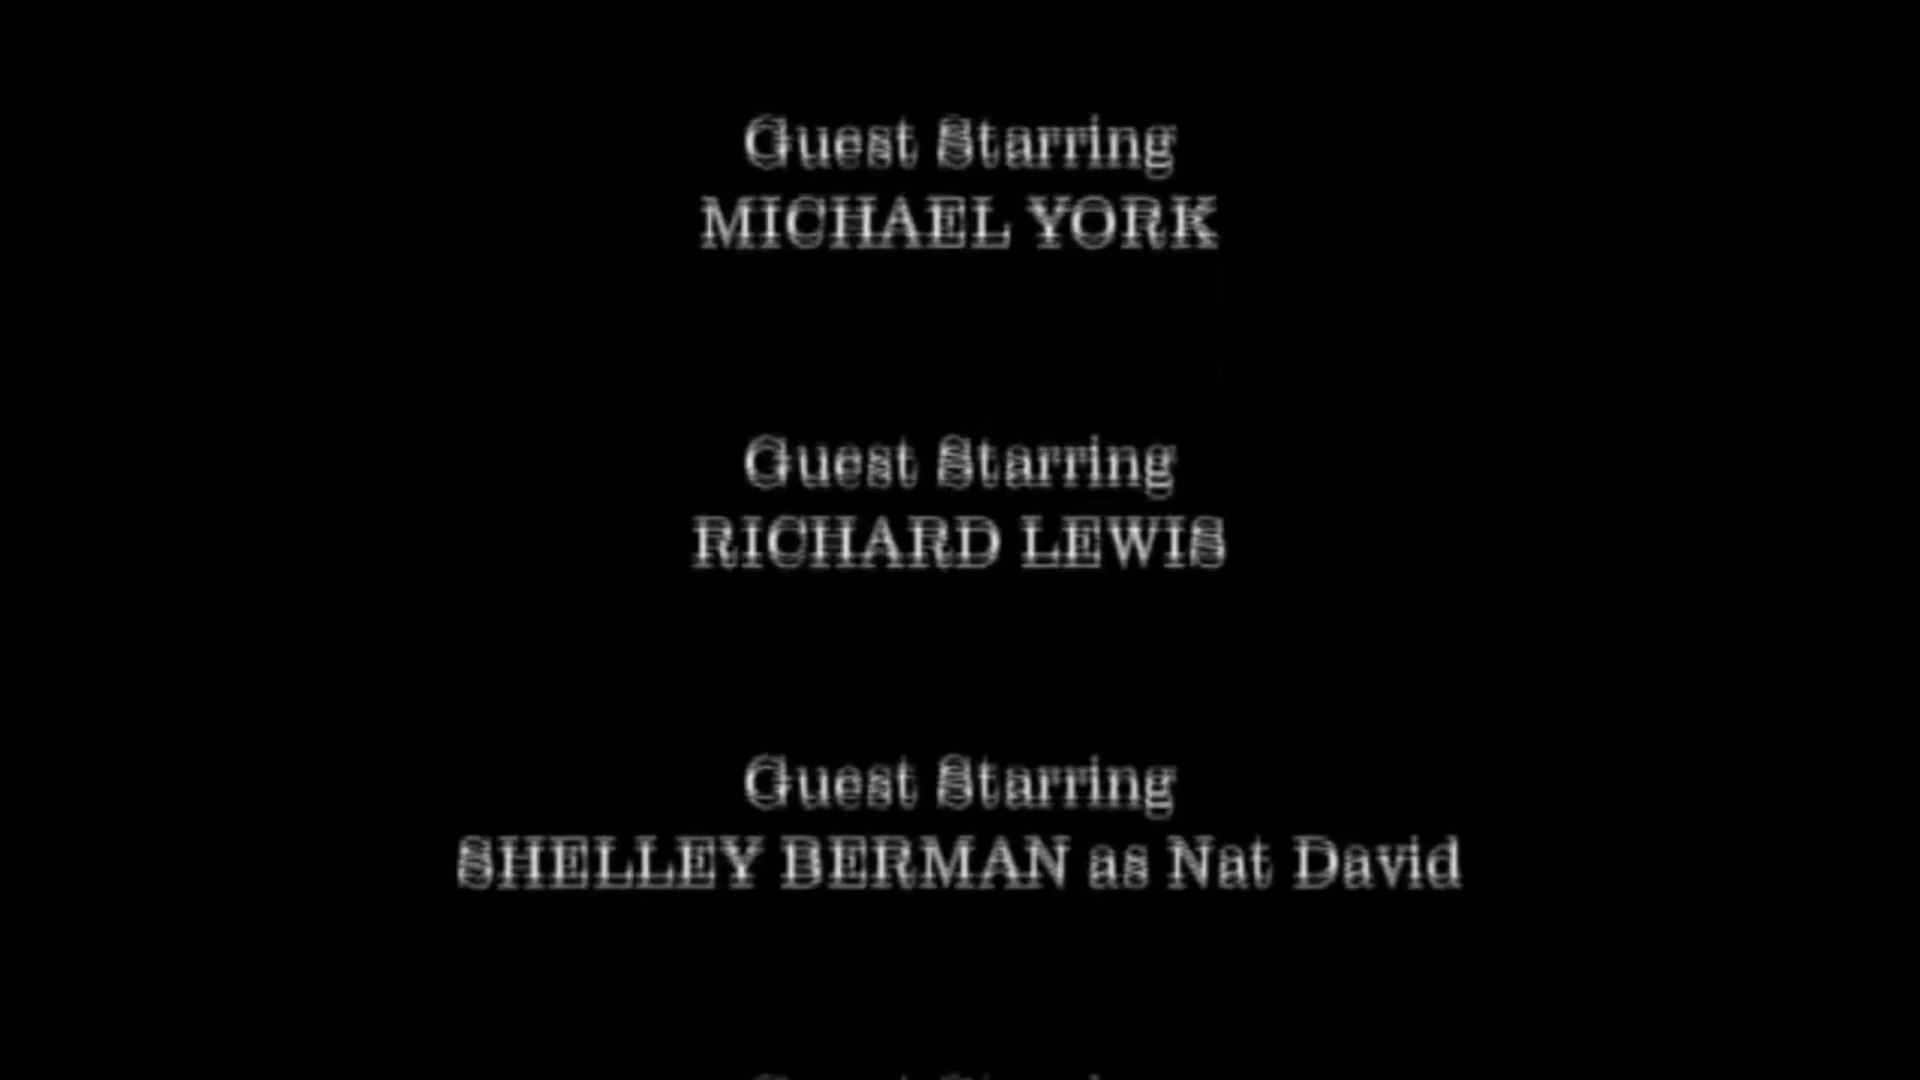 Guest Starring
MICHAEL YORK
Guest Starring
RICHARD LEWIS
Guest Starring
SHELLEY BERMAN as Nat David